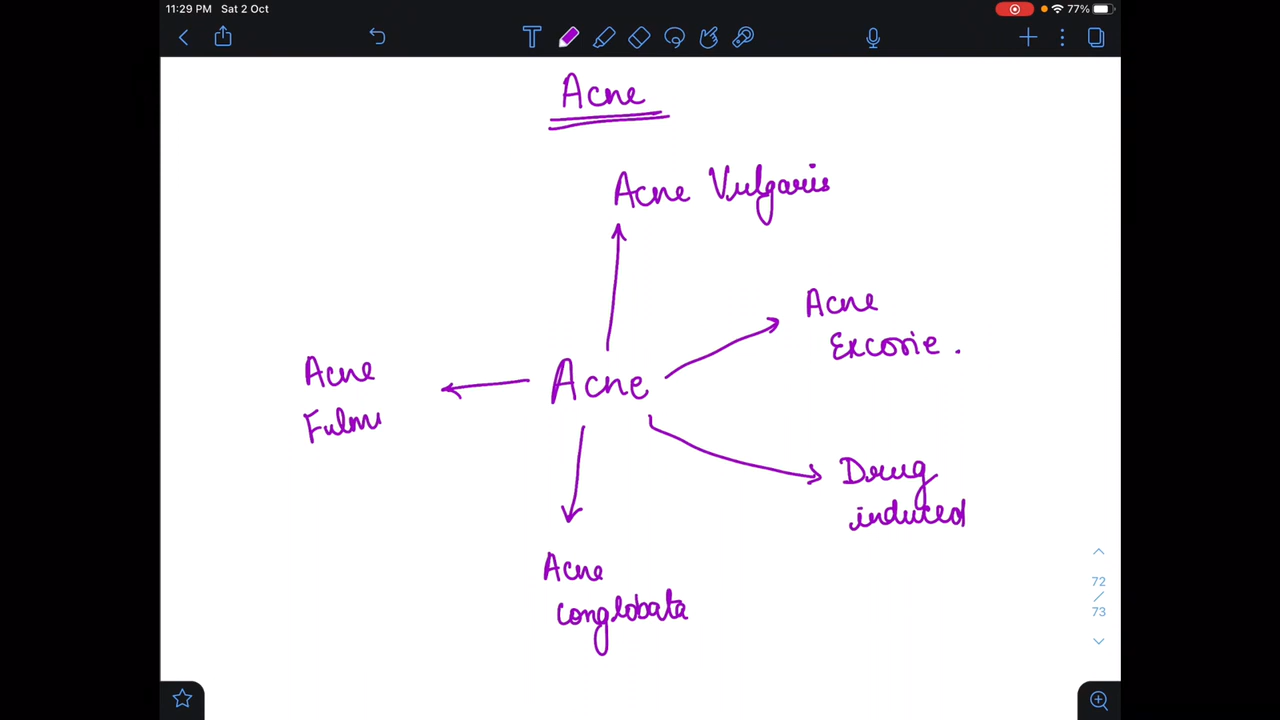 11:29 PM Sat 2 Oct
77%
Acne
Acne Vulgaris
Acne
Excorie.
Acne
Acne
Fulmi
Drug
induced
Acne
conglobata
72
/
73